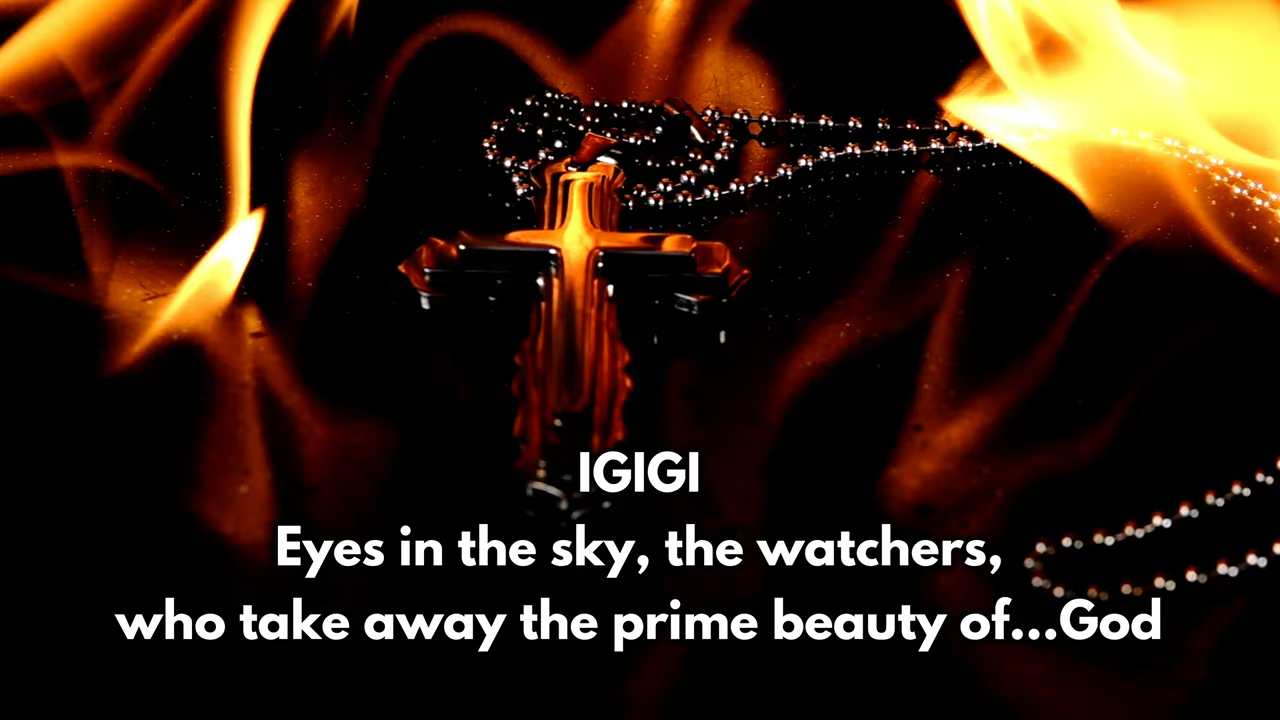 IGIGI
Eyes in the sky, the watchers,
who take away the prime beauty of...God